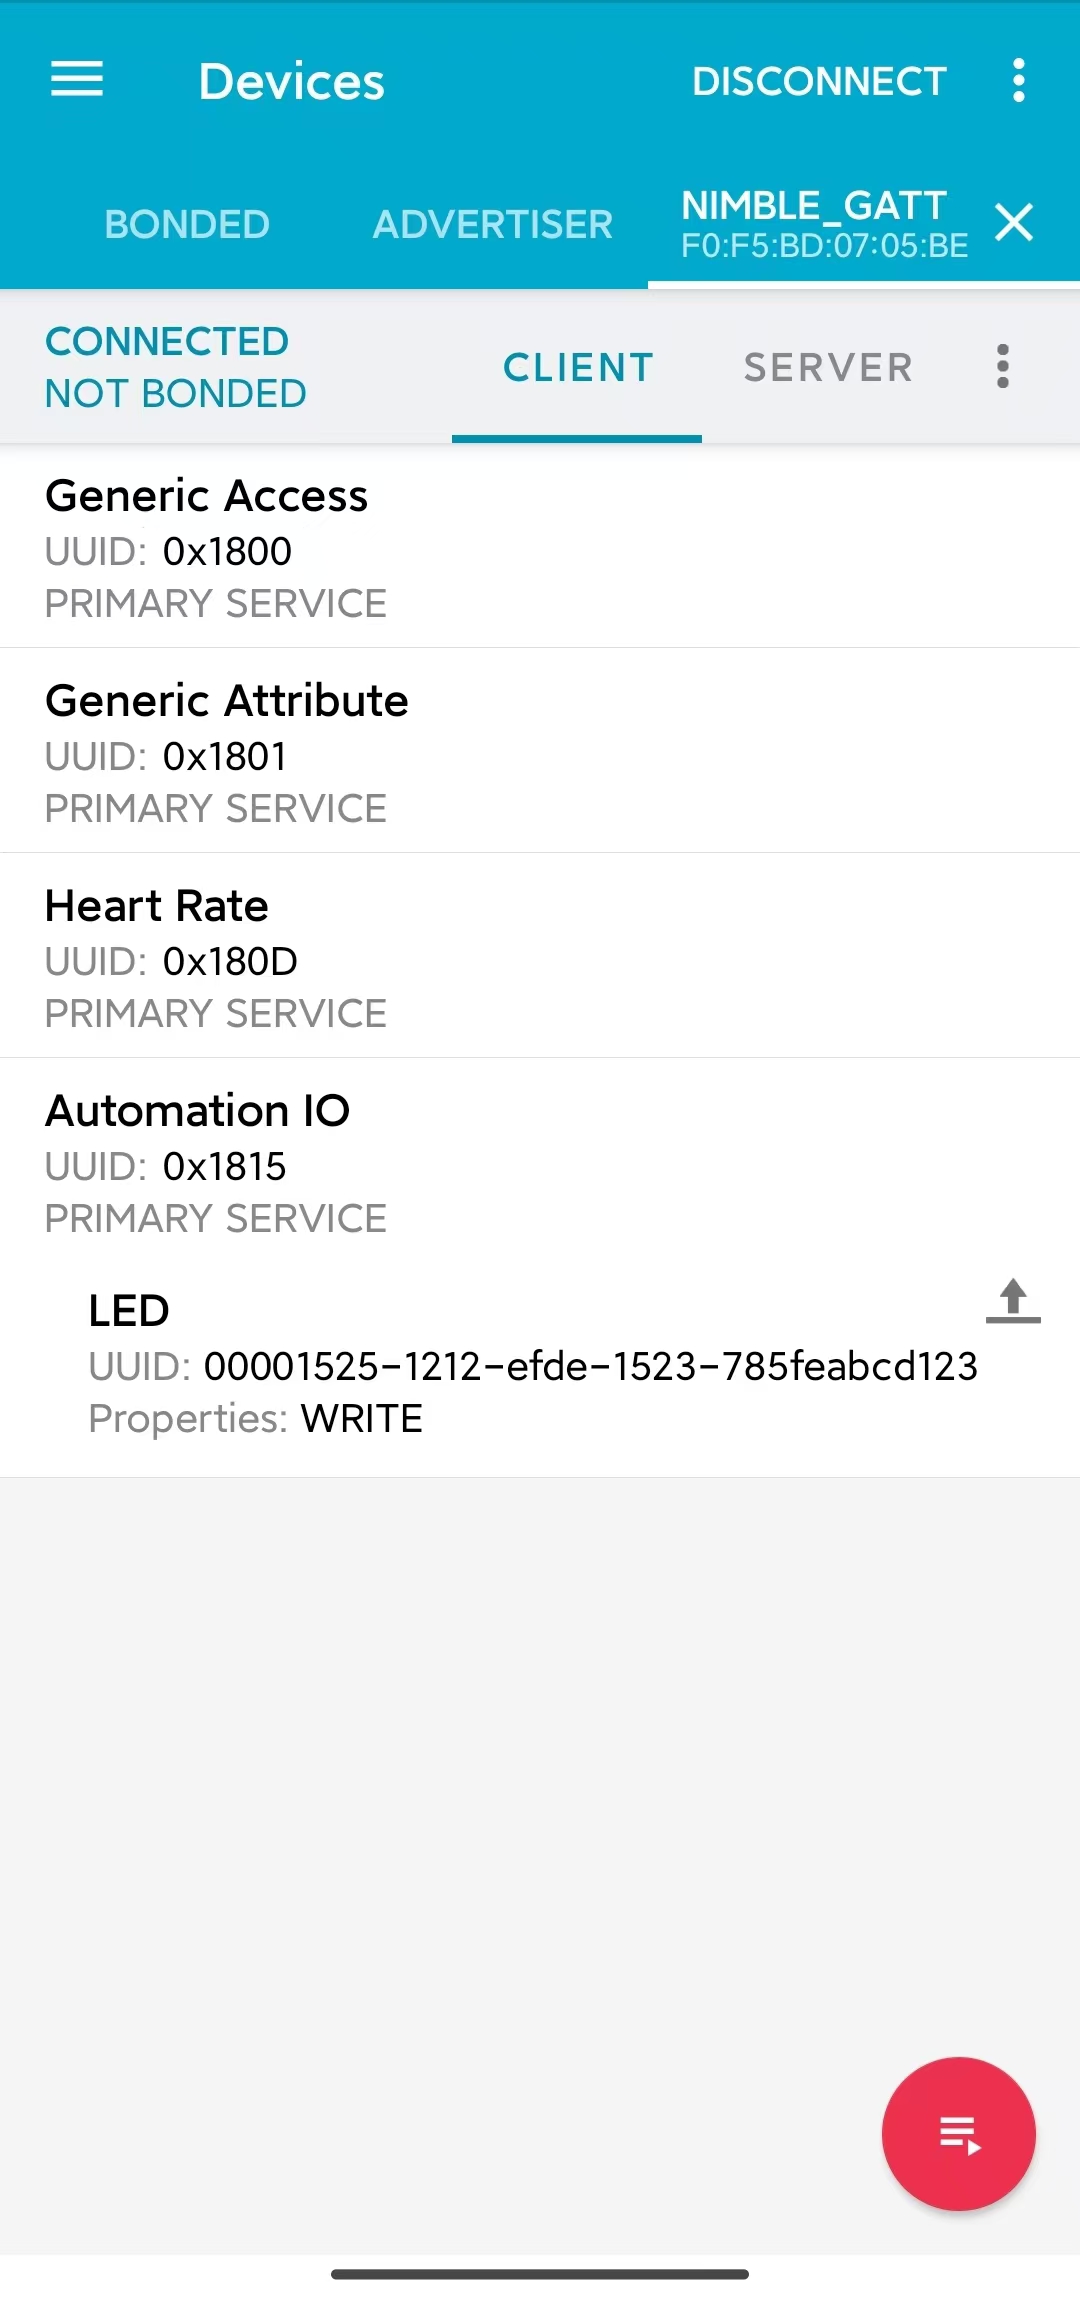 Devices
DISCONNECT
BONDED
ADVERTISER
NIMBLE_GATT
F0:F5:BD:07:05:BE
CONNECTED
NOT BONDED
CLIENT
SERVER
Generic Access
UUID: 0x1800
PRIMARY SERVICE
Generic Attribute
UUID: 0x1801
PRIMARY SERVICE
Heart Rate
UUID: 0x180D
PRIMARY SERVICE
Automation IO
UUID: 0x1815
PRIMARY SERVICE
LED
UUID: 00001525-1212-efde-1523-785feabcd123
Properties: WRITE